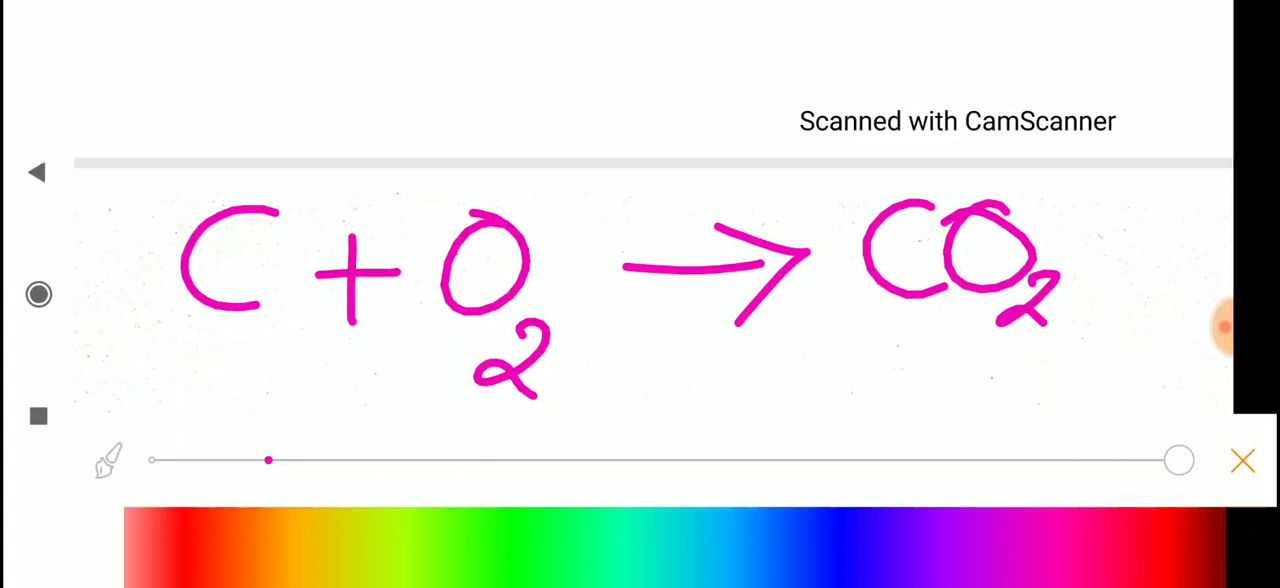 Scanned with CamScanner
C + O₂ → CO₂